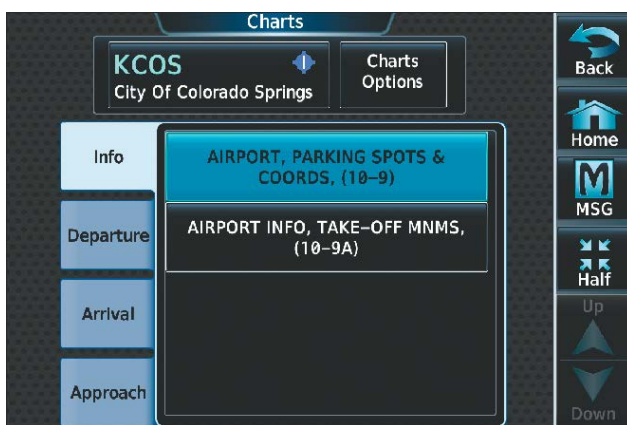 Charts
KCOS
City Of Colorado Springs
Charts
Options
Back
Home
MSG
Half
Up
Down
Info
Departure
Arrival
Approach
AIRPORT, PARKING SPOTS &
COORDS, (10-9)
AIRPORT INFO, TAKE-OFF MNMS,
(10-9A)